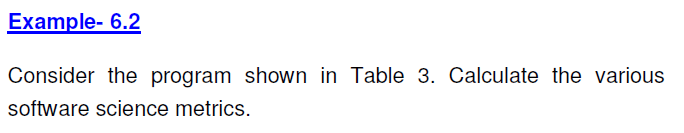 Example- 6.2
Consider the program shown in Table 3. Calculate the various
software science metrics.